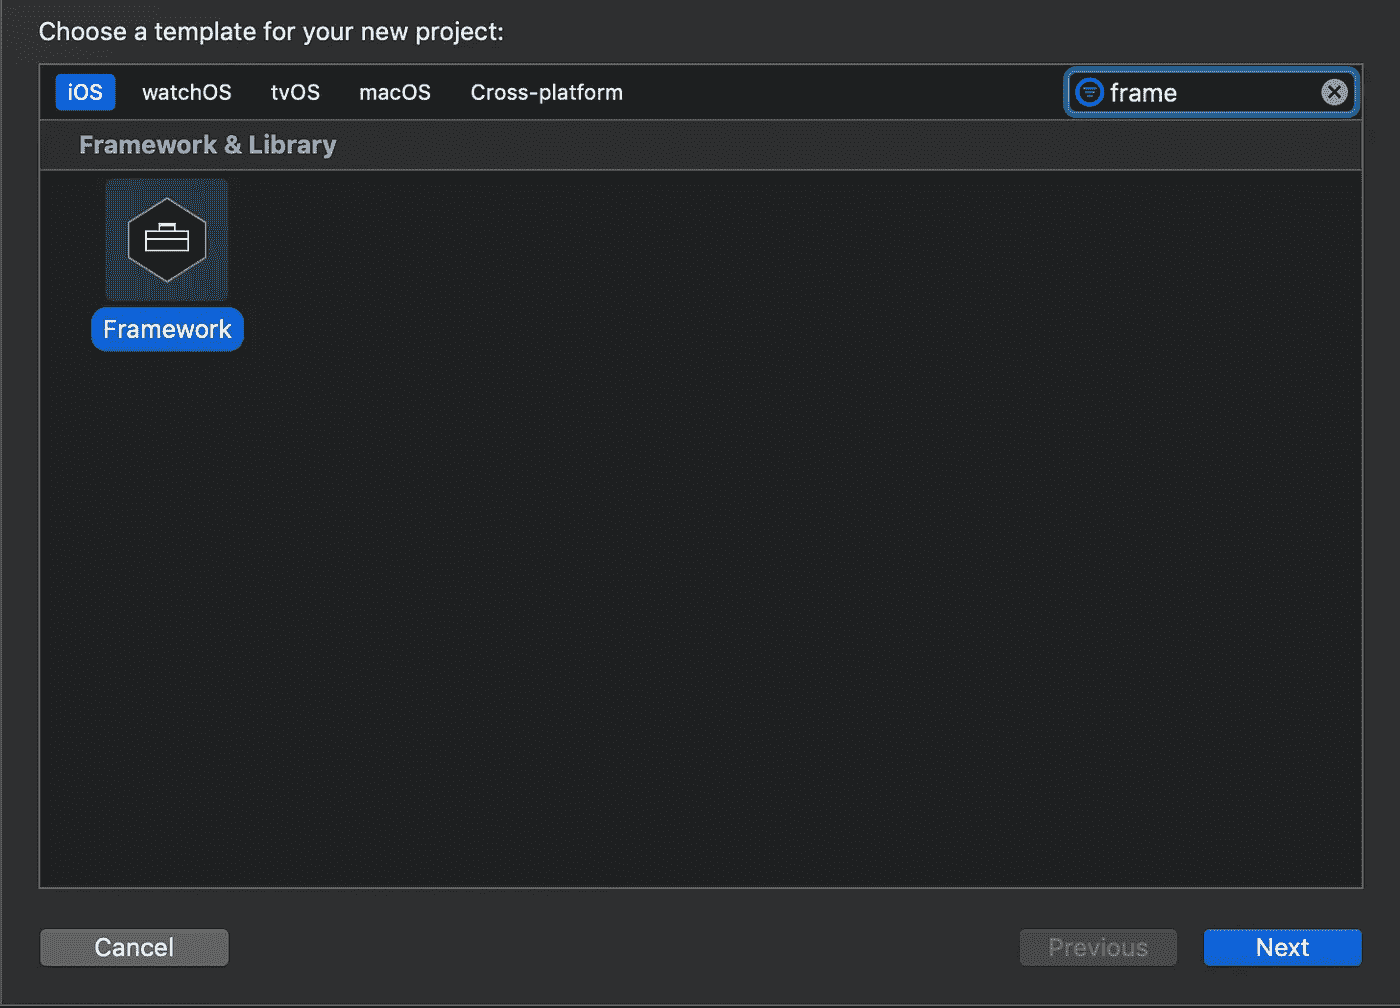 Choose a template for your new project:
iOS watchOS tvOS macOS Cross-platform frame
Framework & Library
Framework
Cancel Previous Next